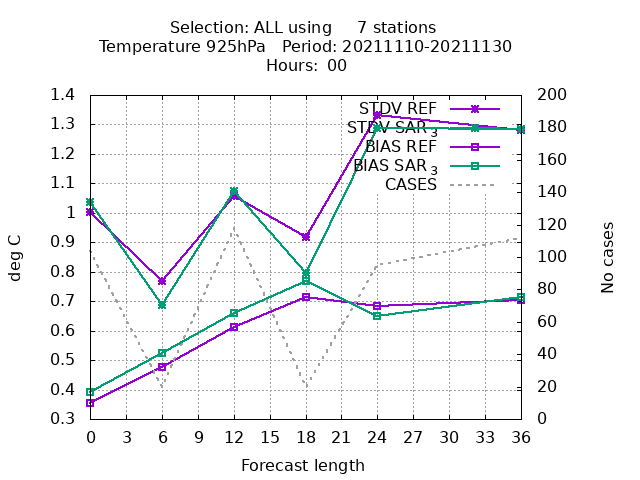 Selection: ALL using     7 stations
Temperature 925hPa   Period: 20211110-20211130
Hours:  00
STDV REF
STDV SAR 3
BIAS REF
BIAS SAR 3
CASES
1.4
1.3
1.2
1.1
1
0.9
0.8
0.7
0.6
0.5
0.4
0.3
deg C
200
180
160
140
120
100
80
60
40
20
0
No cases
0 3 6 9 12 15 18 21 24 27 30 33 36
Forecast length